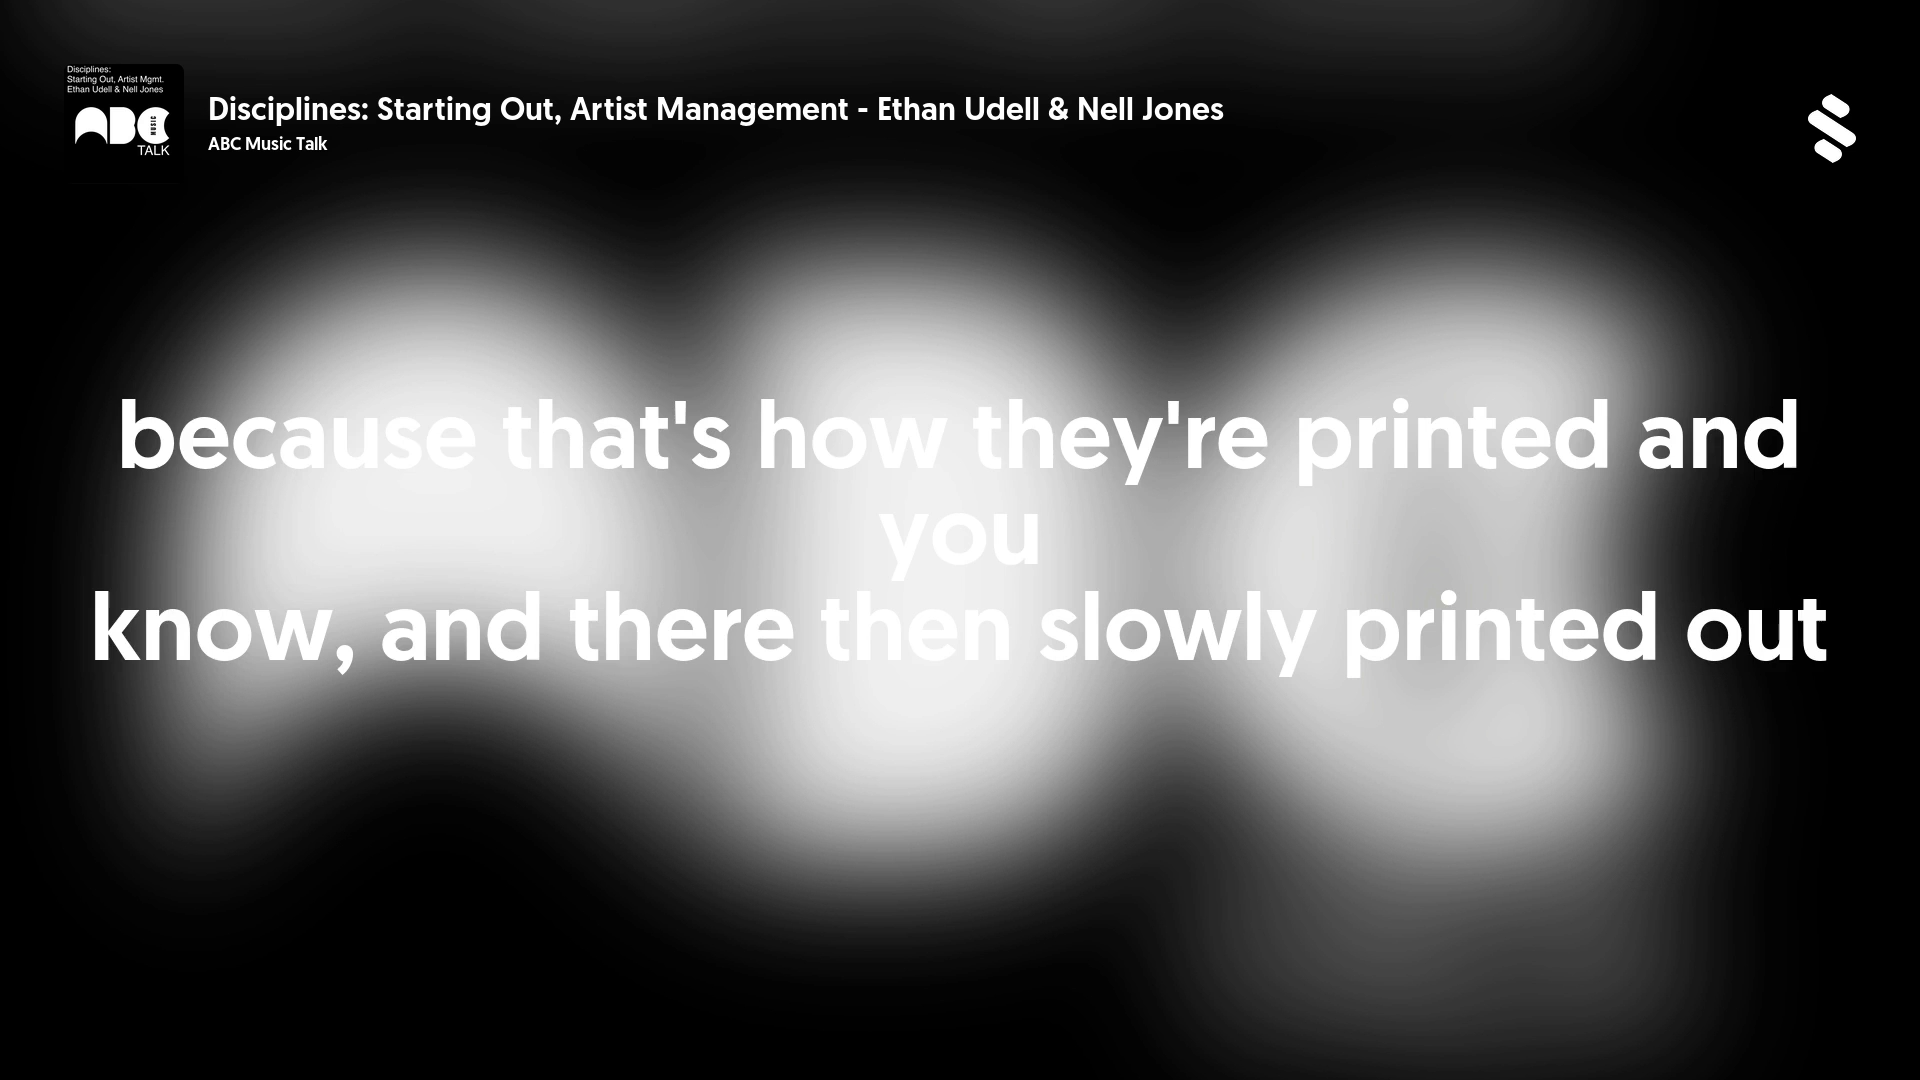 Disciplines:
Starting Out, Artist Mgmt.
Ethan Udell & Nell Jones
ABC
MUSIC
TALK
Disciplines: Starting Out, Artist Management - Ethan Udell & Nell Jones
ABC Music Talk
because that's how they're printed and
you
know, and there then slowly printed out